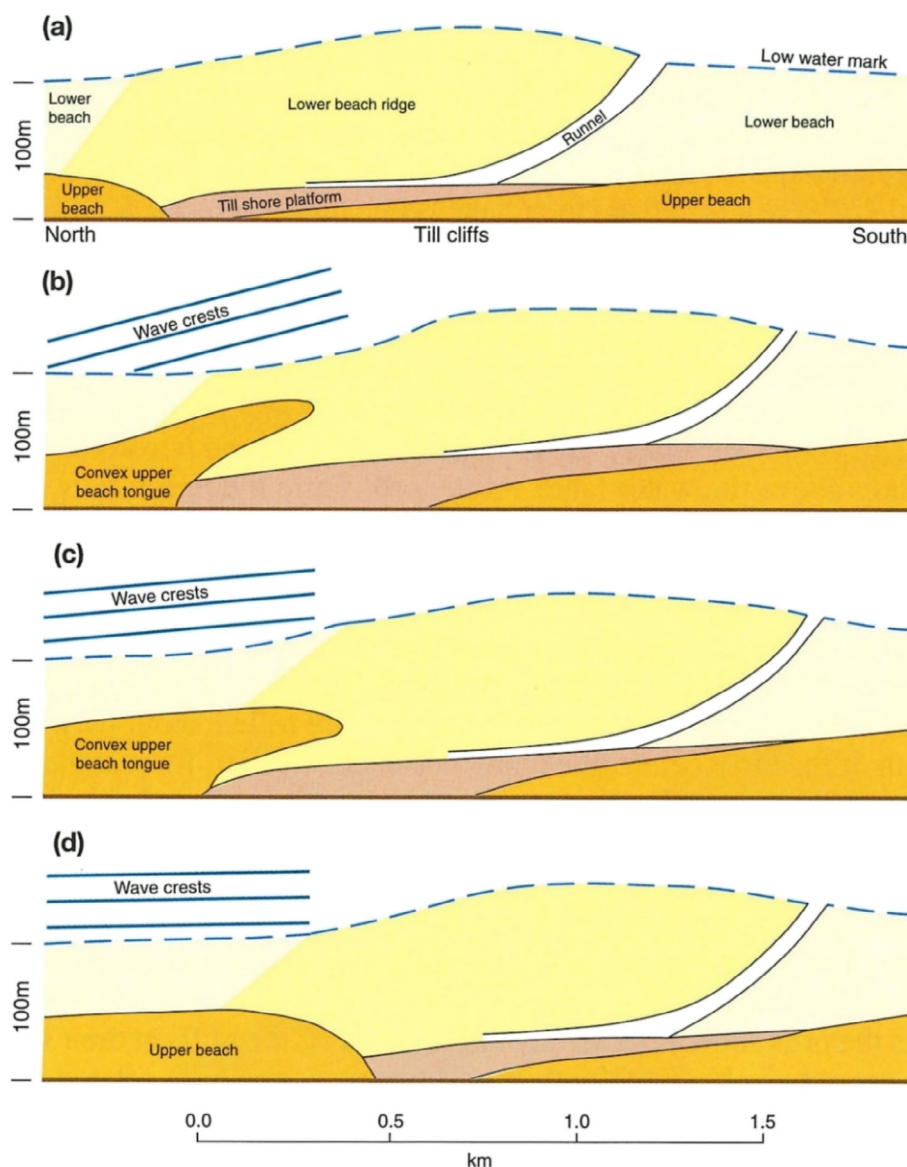 (a)
Low water mark
Lower
beach
Lower beach ridge
Runnel
Lower beach
100m
Upper
beach
Till shore platform
Upper beach
North
Till cliffs
South
(b)
Wave crests
100m
Convex upper
beach tongue
(c)
Wave crests
100m
Convex upper
beach tongue
(d)
Wave crests
100m
Upper beach
0.0
0.5
1.0
1.5
km